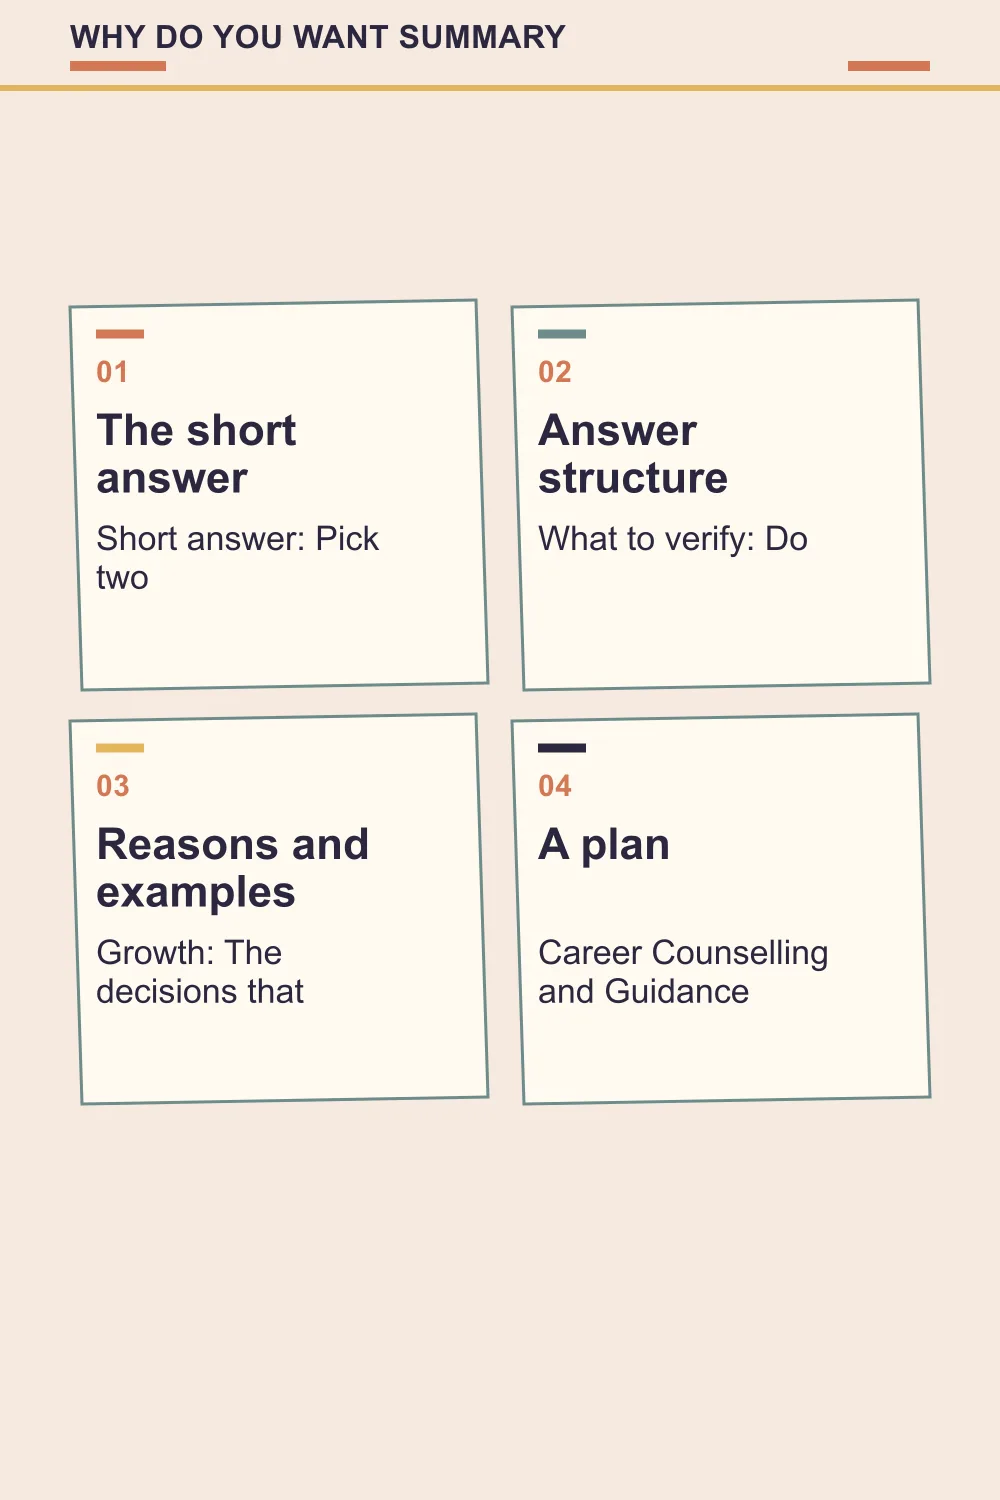 WHY DO YOU WANT SUMMARY
01
The short
answer
Short answer: Pick
two
02
Answer
structure
What to verify: Do
03
Reasons and
examples
Growth: The
decisions that
04
A plan
Career Counselling
and Guidance